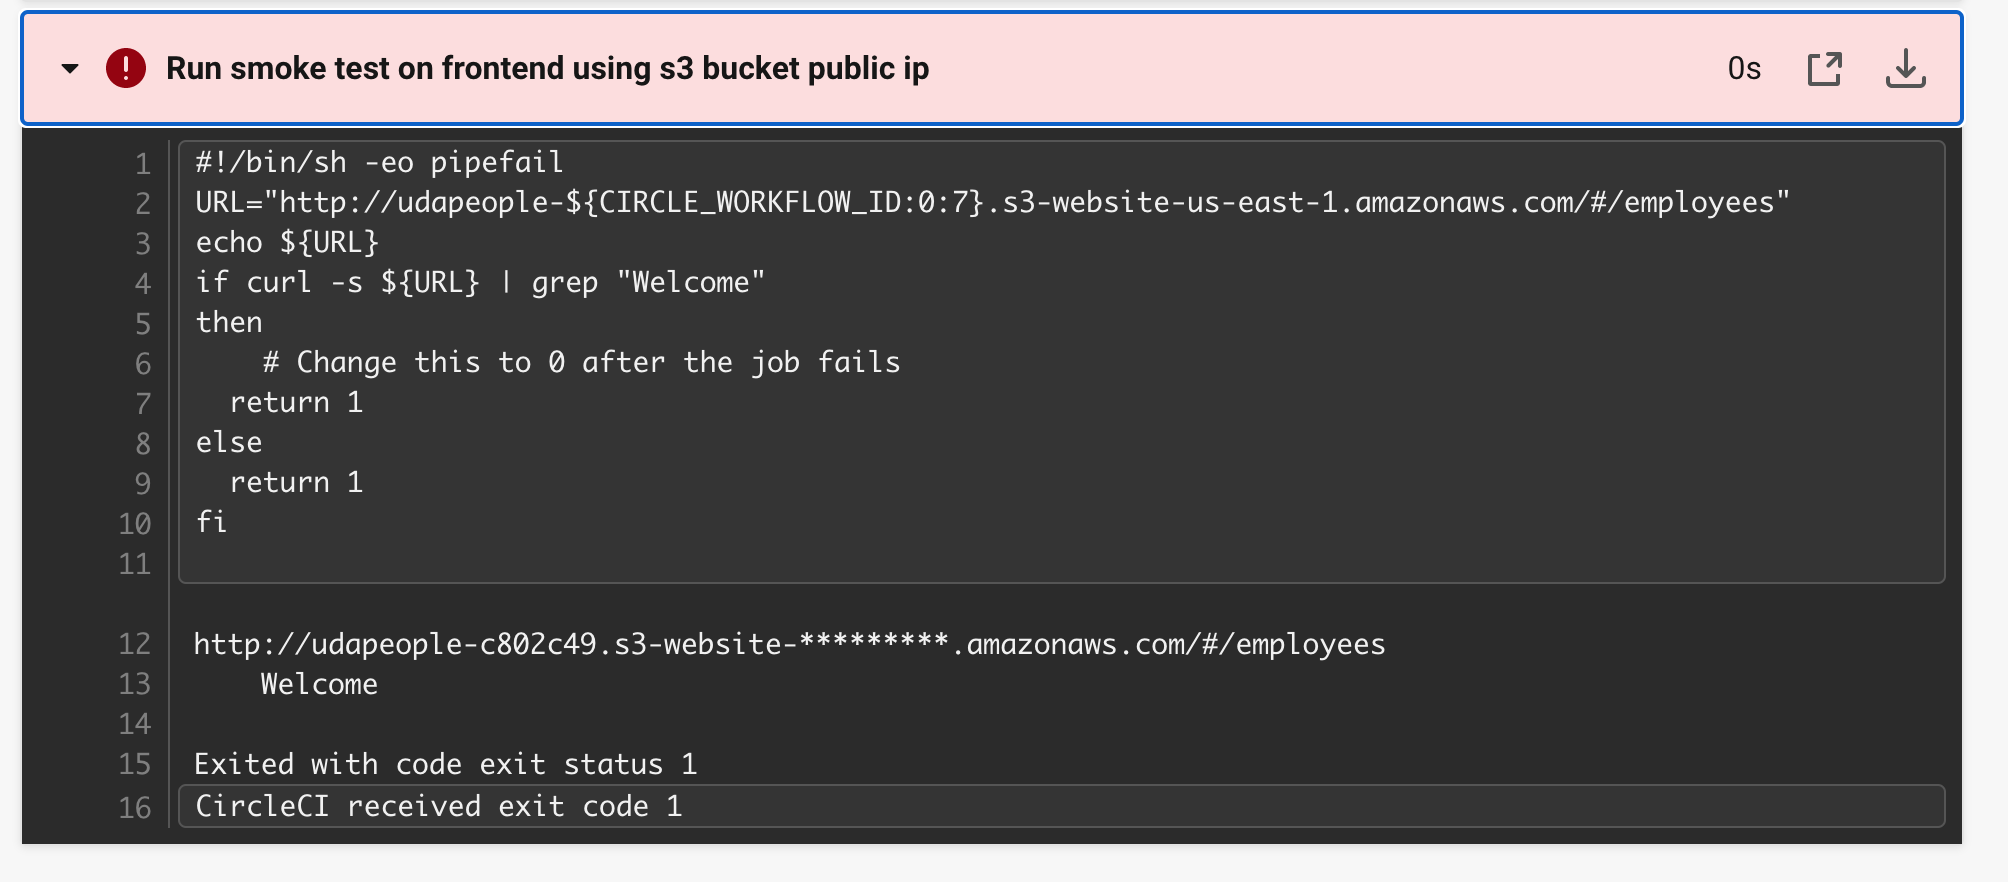 Run smoke test on frontend using s3 bucket public ip 0s
1 #!/bin/sh -eo pipefail
2 URL="http://udapeople-${CIRCLE_WORKFLOW_ID:0:7}.s3-website-us-east-1.amazonaws.com/#/employees"
3 echo ${URL}
4 if curl -s ${URL} | grep "Welcome"
5 then
6     # Change this to 0 after the job fails
7   return 1
8 else
9   return 1
10 fi
11
12 http://udapeople-c802c49.s3-website-*********.amazonaws.com/#/employees
13     Welcome
14
15 Exited with code exit status 1
16 CircleCI received exit code 1